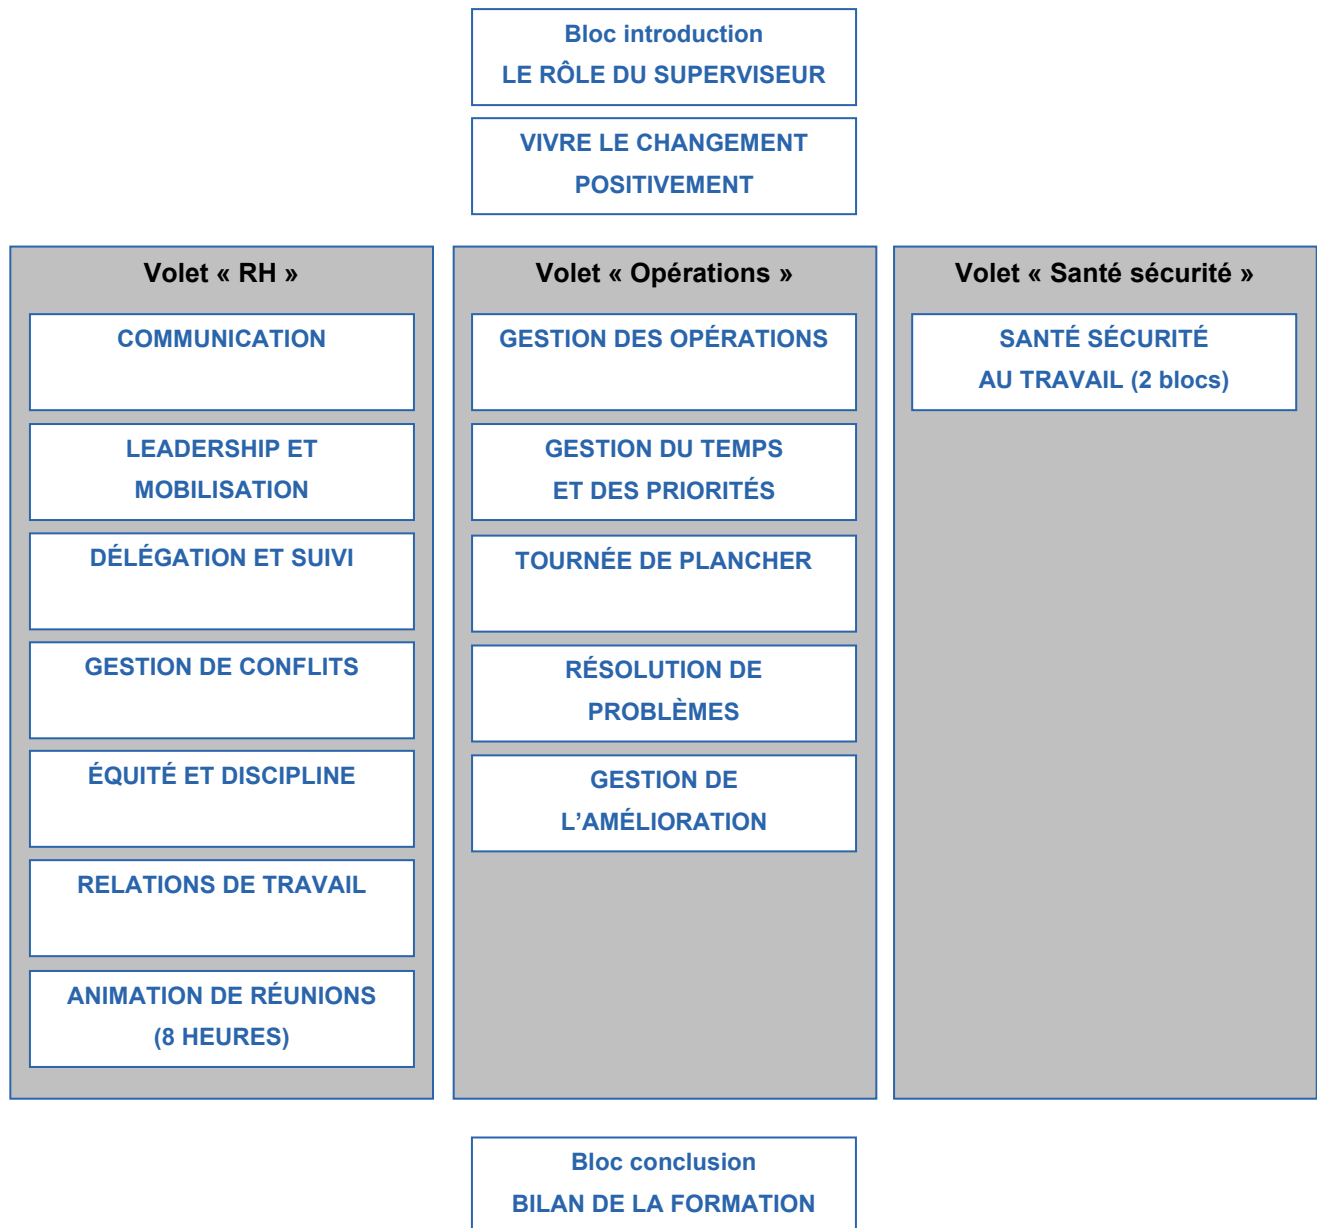 Bloc introduction
LE RÔLE DU SUPERVISEUR
VIVRE LE CHANGEMENT
POSITIVEMENT
Volet « RH »
COMMUNICATION
LEADERSHIP ET
MOBILISATION
DÉLÉGATION ET SUIVI
GESTION DE CONFLITS
ÉQUITÉ ET DISCIPLINE
RELATIONS DE TRAVAIL
ANIMATION DE RÉUNIONS
(8 HEURES)
Volet « Opérations »
GESTION DES OPÉRATIONS
GESTION DU TEMPS
ET DES PRIORITÉS
TOURNÉE DE PLANCHER
RÉSOLUTION DE
PROBLÈMES
GESTION DE
L’AMÉLIORATION
Volet « Santé sécurité »
SANTÉ SÉCURITÉ
AU TRAVAIL (2 blocs)
Bloc conclusion
BILAN DE LA FORMATION